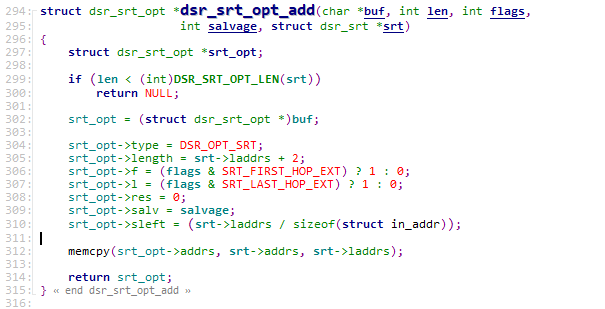 294: struct dsr_srt_opt *dsr_srt_opt_add(char *buf, int len, int flags,
295: int salvage, struct dsr_srt *srt)
296: {
297: struct dsr_srt_opt *srt_opt;
298:
299: if (len < (int)DSR_SRT_OPT_LEN(srt))
300: return NULL;
301:
302: srt_opt = (struct dsr_srt_opt *)buf;
303:
304: srt_opt->type = DSR_OPT_SRT;
305: srt_opt->length = srt->laddrs + 2;
306: srt_opt->f = (flags & SRT_FIRST_HOP_EXT) ? 1 : 0;
307: srt_opt->l = (flags & SRT_LAST_HOP_EXT) ? 1 : 0;
308: srt_opt->res = 0;
309: srt_opt->salv = salvage;
310: srt_opt->sleft = (srt->laddrs / sizeof(struct in_addr));
311:
312: memcpy(srt_opt->addrs, srt->addrs, srt->laddrs);
313:
314: return srt_opt;
315: } « end dsr_srt_opt_add »
316: